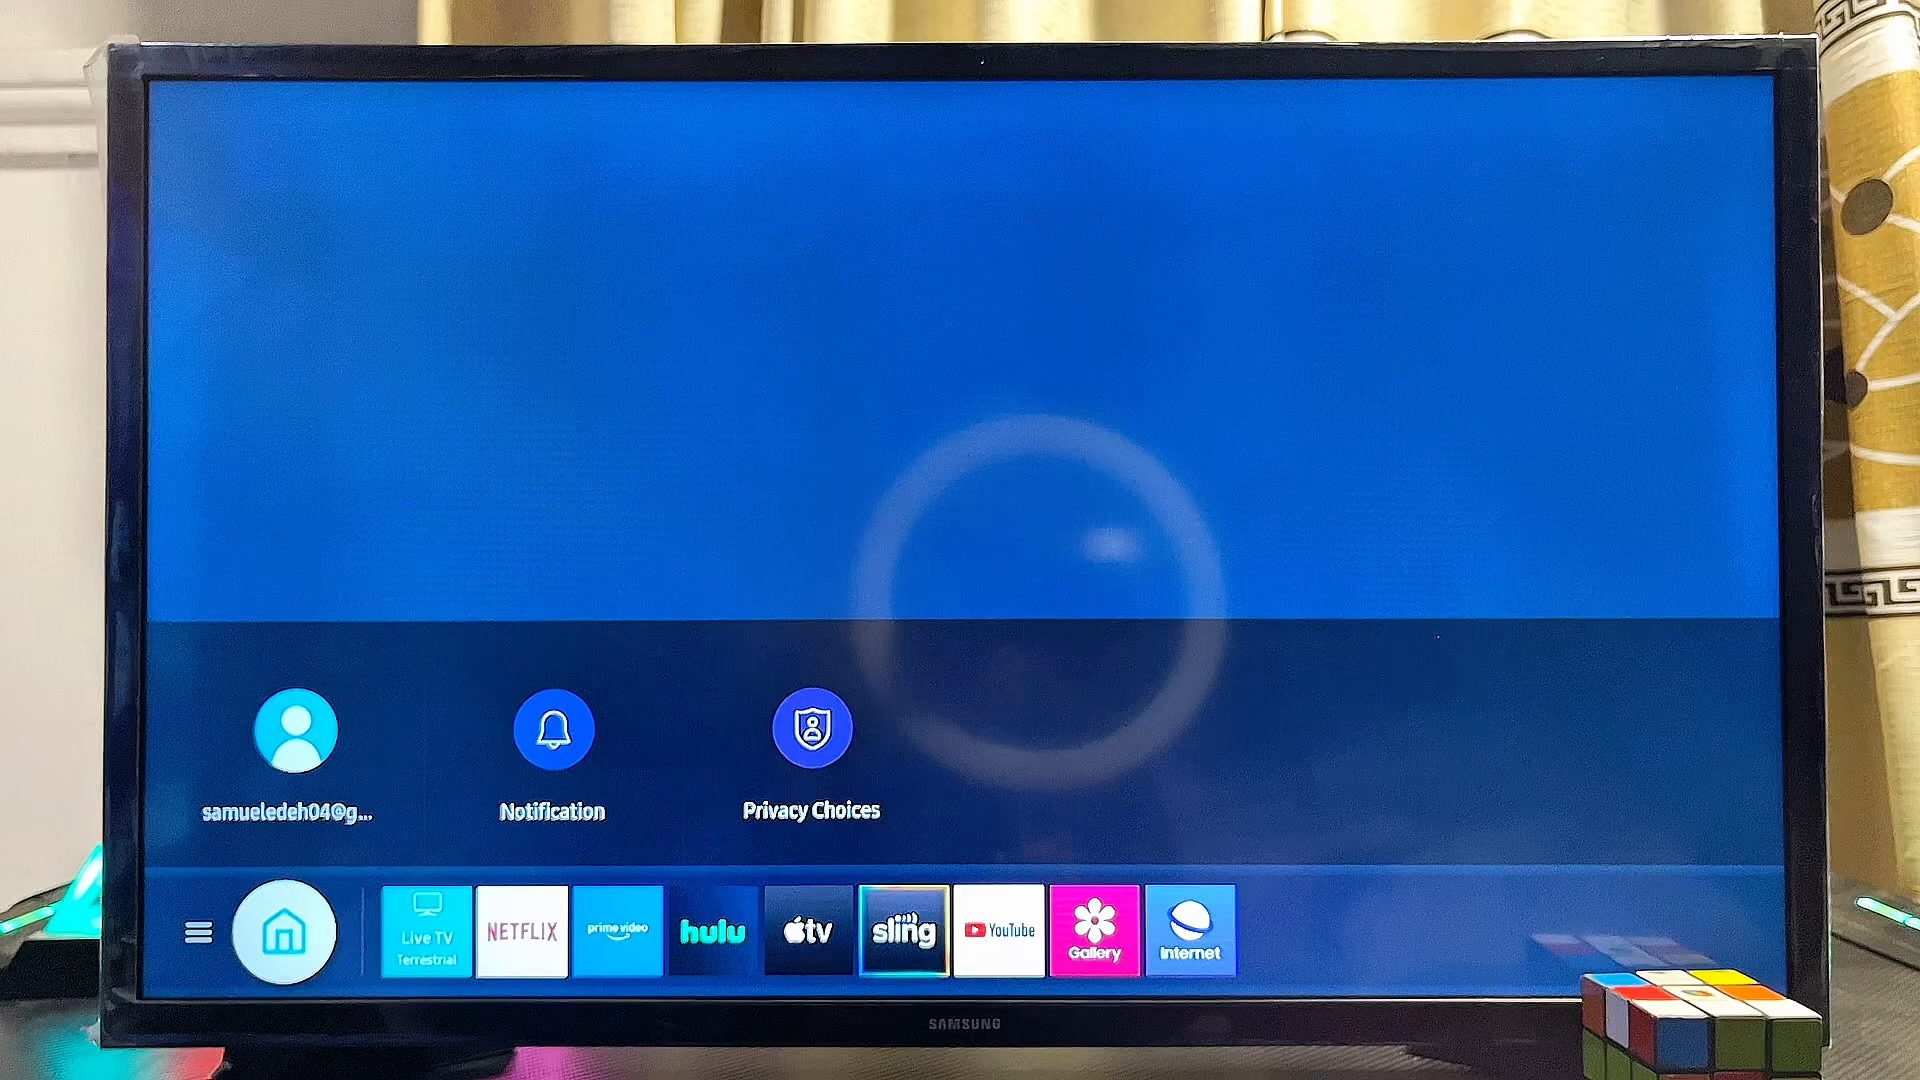 samueledeh04@g...
Notification
Privacy Choices
Live TV
Terrestrial
NETFLIX
prime video
hulu
tv
sling
YouTube
Gallery
Internet
SAMSUNG